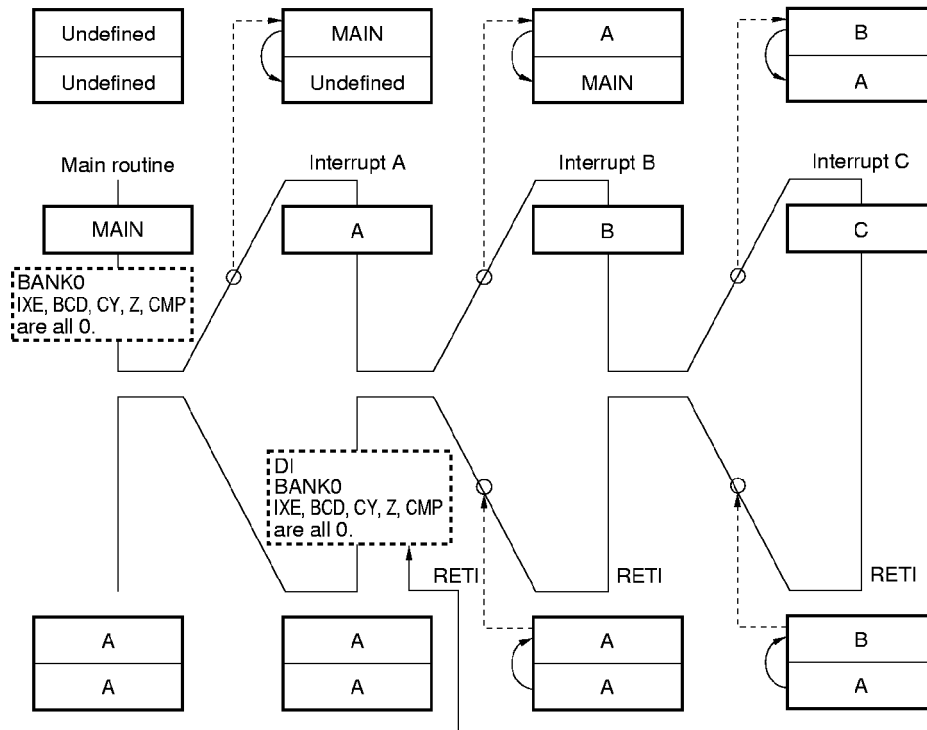 Undefined
Undefined
MAIN
Undefined
A
MAIN
B
A
Main routine
Interrupt A
Interrupt B
Interrupt C
MAIN
A
B
C
BANK0
IXE, BCD, CY, Z, CMP
are all 0.
DI
BANK0
IXE, BCD, CY, Z, CMP
are all 0.
RETI
RETI
RETI
A
A
A
A
A
A
B
A